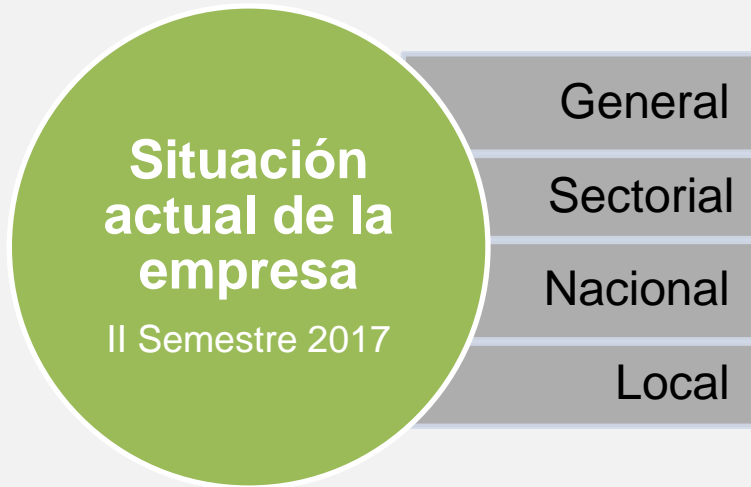 Situación
actual de la
empresa
II Semestre 2017
General
Sectorial
Nacional
Local